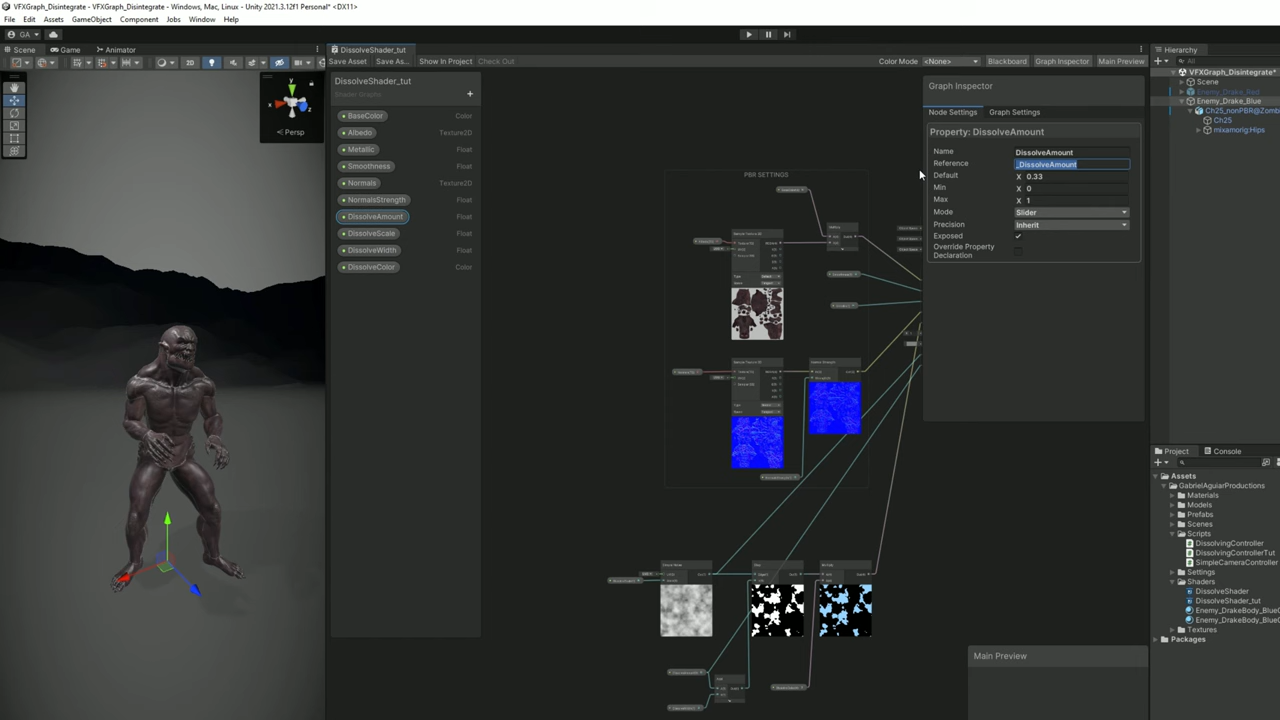 VFXGraph_Disintegrate - VFXGraph_Disintegrate - Windows, Mac, Linux - Unity 2021.3.12f1 Personal* <DX11>
File Edit Assets GameObject Component Jobs Window Help
GA
Scene Game Animator
2D
y
x
z
Persp
DissolveShader_tut
Save Asset Save As... Show In Project Check Out
Color Mode <None> Blackboard Graph Inspector Main Preview
DissolveShader_tut
Shader Graphs
BaseColor Color
Albedo Texture2D
Metallic Float
Smoothness Float
Normals Texture2D
NormalsStrength Float
DissolveAmount Float
DissolveScale Float
DissolveWidth Float
DissolveColor Color
PBR SETTINGS
Graph Inspector
Node Settings Graph Settings
Property: DissolveAmount
Name DissolveAmount
Reference _DissolveAmount
Default X 0.33
Min X 0
Max X 1
Mode Slider
Precision Inherit
Exposed
Override Property
Declaration
Main Preview
Hierarchy
All
VFXGraph_Disintegrate*
Scene
Enemy_Drake_Red
Enemy_Drake_Blue
Ch25_nonPBR@Zomb
Ch25
mixamorig:Hips
Project Console
Assets
GabrielAguiarProductions
Materials
Models
Prefabs
Scenes
Scripts
DissolvingController
DissolvingControllerTut
SimpleCameraController
Settings
Shaders
DissolveShader
DissolveShader_tut
Enemy_DrakeBody_BlueG
Enemy_DrakeBody_BlueG
Textures
Packages